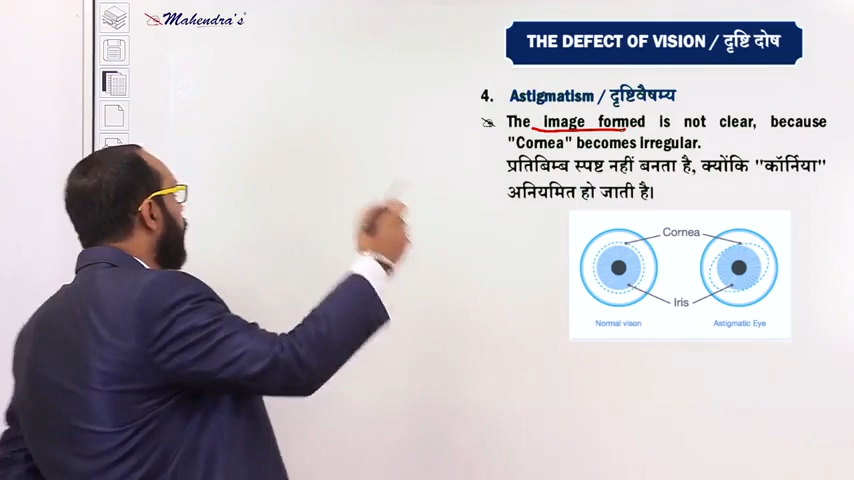 Mahendra's
THE DEFECT OF VISION / दृष्टि दोष
4. Astigmatism / दृष्टिवैषम्य
The image formed is not clear, because
"Cornea" becomes irregular.
प्रतिबिम्ब स्पष्ट नहीं बनता है, क्योंकि "कॉर्निया"
अनियमित हो जाती है।
Cornea
Iris
Normal vison
Astigmatic Eye